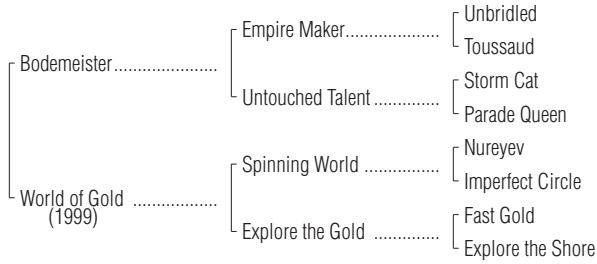 Unbridled
Empire Maker....................
Toussaud
Bodemeister......................
Storm Cat
Untouched Talent ..............
Parade Queen
Nureyev
Spinning World ................
Imperfect Circle
World of Gold ..................
(1999)
Fast Gold
Explore the Gold ..............
Explore the Shore